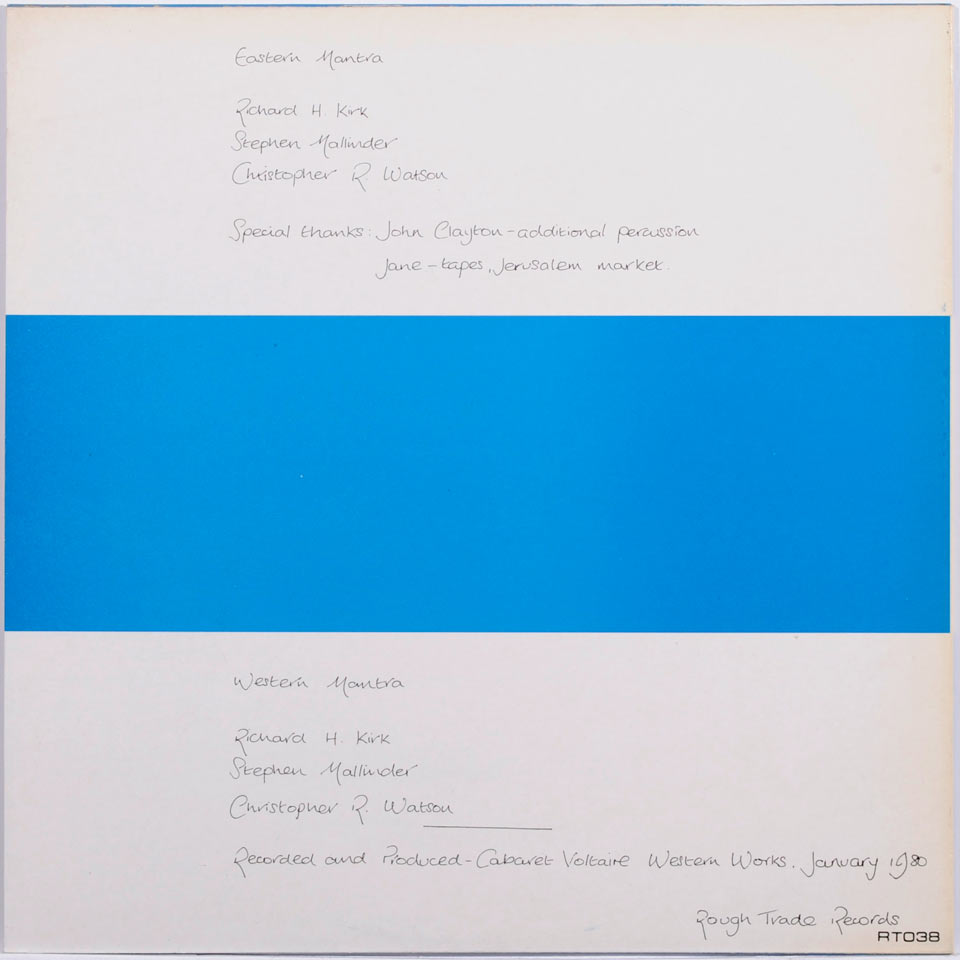 Eastern Mantra
Richard H. Kirk
Stephen Mallinder
Christopher R. Watson
Special thanks: John Clayton - additional percussion
Jane - tapes, Jerusalem market.
Western Mantra
Richard H. Kirk
Stephen Mallinder
Christopher R. Watson
Recorded and Produced - Cabaret Voltaire Western Works. January 1980
Rough Trade Records
RT038